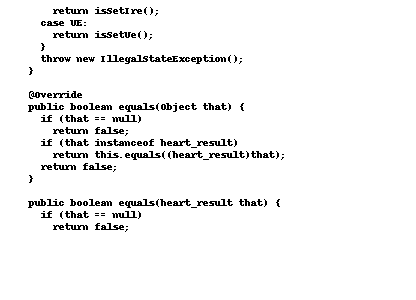 return isSetIre();
case UE:
return isSetUe();
}
throw new IllegalStateException();
}
@Override
public boolean equals(Object that) {
if (that == null)
return false;
if (that instanceof heart_result)
return this.equals((heart_result)that);
return false;
}
public boolean equals(heart_result that) {
if (that == null)
return false;